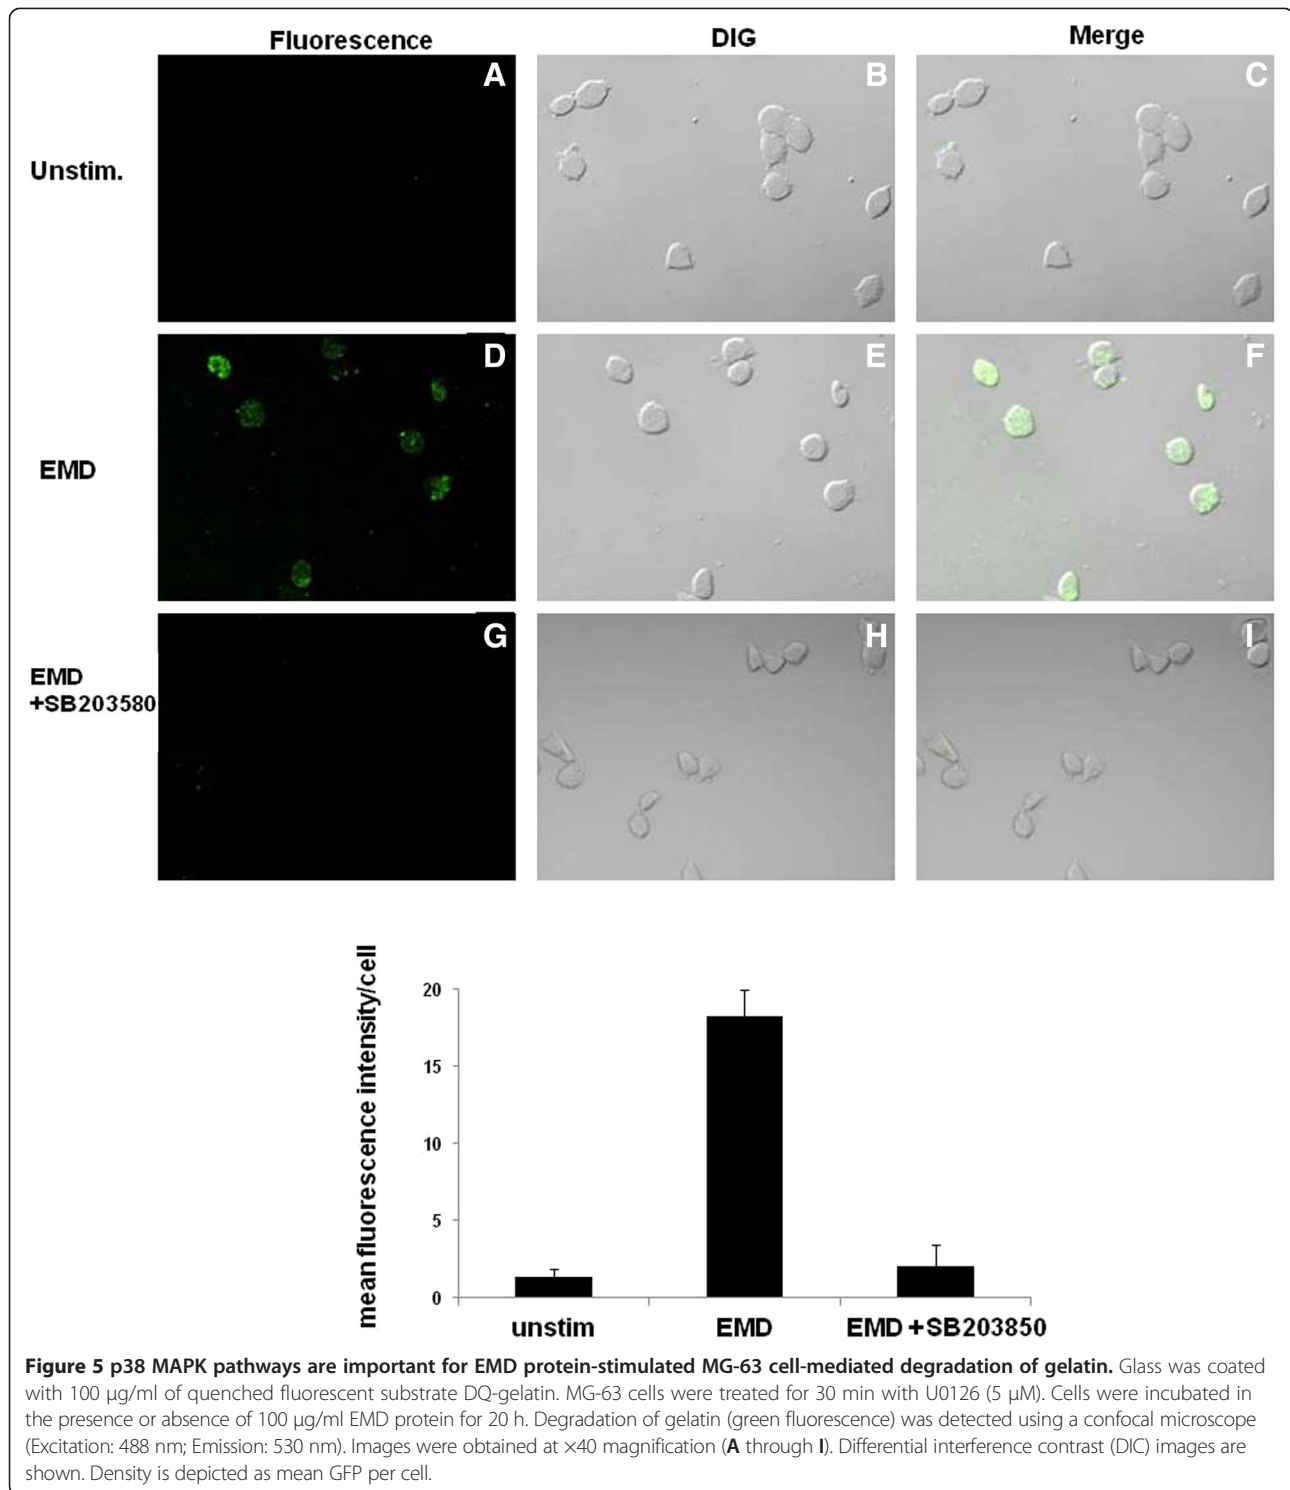 Fluorescence DIG Merge
A B C
Unstim.
D E F
EMD
G H I
EMD
+SB203580
mean fluorescence intensity/cell
20
15
10
5
0
unstim EMD EMD+SB203850
Figure 5 p38 MAPK pathways are important for EMD protein-stimulated MG-63 cell-mediated degradation of gelatin. Glass was coated
with 100 μg/ml of quenched fluorescent substrate DQ-gelatin. MG-63 cells were treated for 30 min with U0126 (5 μM). Cells were incubated in
the presence or absence of 100 μg/ml EMD protein for 20 h. Degradation of gelatin (green fluorescence) was detected using a confocal microscope
(Excitation: 488 nm; Emission: 530 nm). Images were obtained at ×40 magnification (A through I). Differential interference contrast (DIC) images are
shown. Density is depicted as mean GFP per cell.